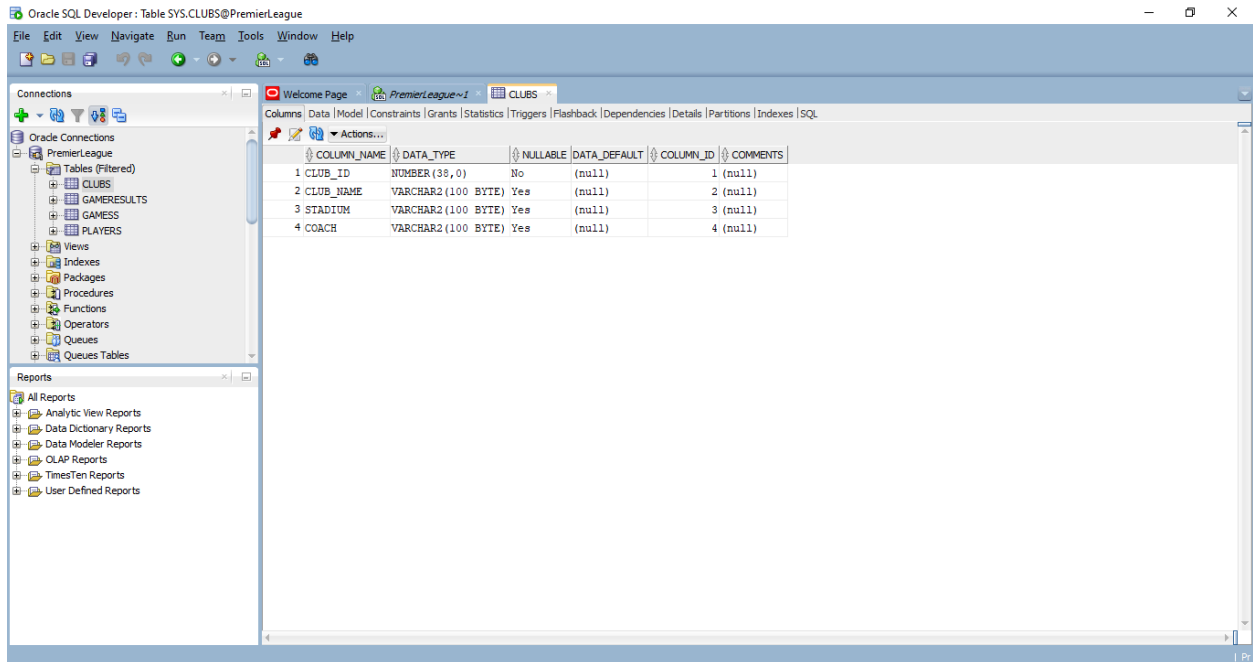 Oracle SQL Developer : Table SYS.CLUBS@PremierLeague
File Edit View Navigate Run Team Tools Window Help
Connections
Oracle Connections
PremierLeague
Tables (Filtered)
CLUBS
GAMERESULTS
GAMESS
PLAYERS
Views
Indexes
Packages
Procedures
Functions
Operators
Queues
Queues Tables
Reports
All Reports
Analytic View Reports
Data Dictionary Reports
Data Modeler Reports
OLAP Reports
TimesTen Reports
User Defined Reports
Welcome Page PremierLeague~1 CLUBS
Columns Data |Model |Constraints |Grants |Statistics |Triggers |Flashback |Dependencies |Details |Partitions |Indexes |SQL
Actions...
COLUMN_NAME DATA_TYPE NULLABLE DATA_DEFAULT COLUMN_ID COMMENTS
1 CLUB_ID NUMBER(38,0) No (null) 1 (null)
2 CLUB_NAME VARCHAR2(100 BYTE) Yes (null) 2 (null)
3 STADIUM VARCHAR2(100 BYTE) Yes (null) 3 (null)
4 COACH VARCHAR2(100 BYTE) Yes (null) 4 (null)
| Pr